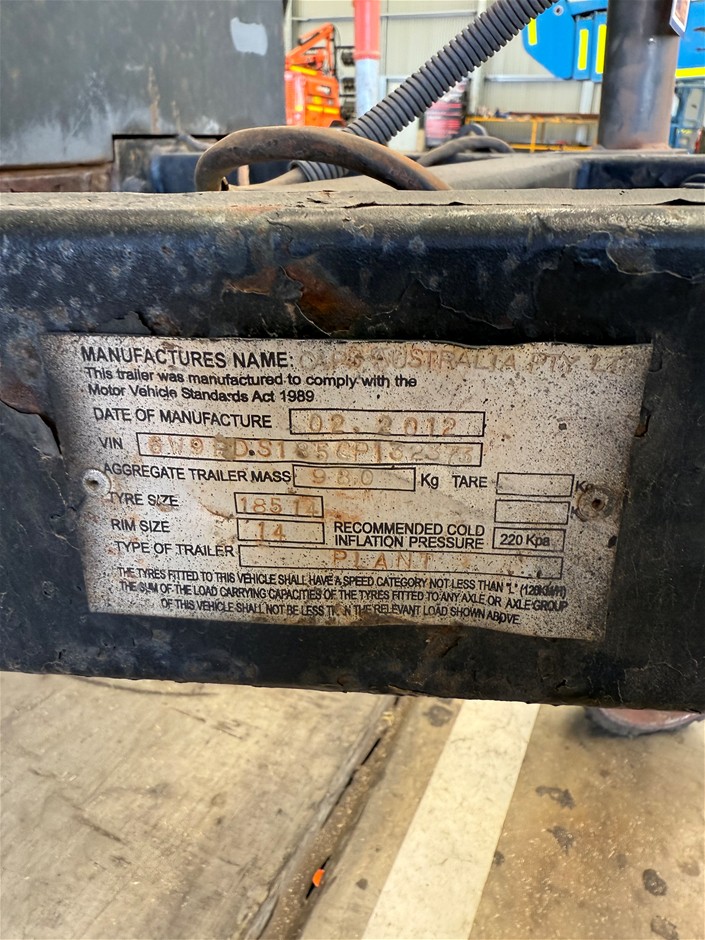 MANUFACTURES NAME: AUSTRALIA PTY
This trailer was manufactured to comply with the
Motor Vehicle Standards Act 1989
DATE OF MANUFACTURE 02.2012
VIN
AGGREGATE TRAILER MASS 980 Kg TARE
TYRE SIZE 185 14
RIM SIZE 14 RECOMMENDED COLD INFLATION PRESSURE 220 Kpa
TYPE OF TRAILER PLANT
THE TYRES FITTED TO THIS VEHICLE SHALL HAVE A SPEED CATEGORY NOT LESS THAN "L" (120KM/H)
THE SUM OF THE LOAD CARRYING CAPACITIES OF THE TYRES FITTED TO ANY AXLE OR AXLE GROUP
OF THIS VEHICLE SHALL NOT BE LESS THAN THE RELEVANT LOAD SHOWN ABOVE.